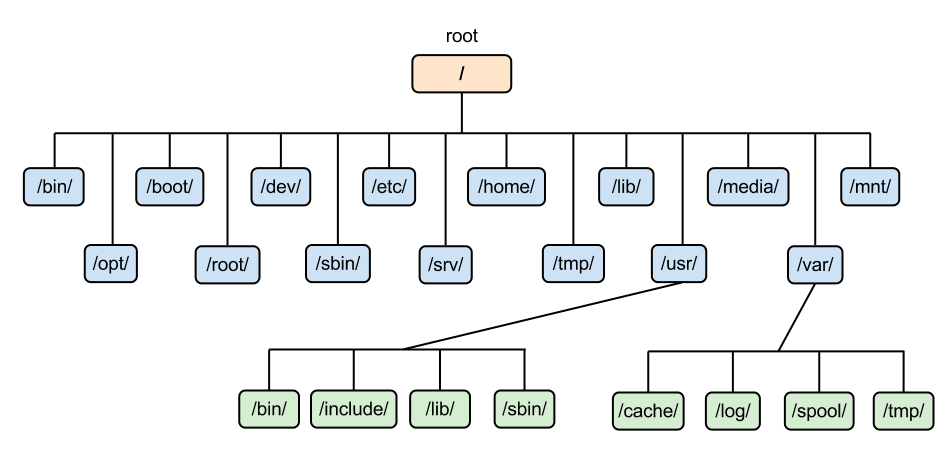 root
/
/bin/ /boot/ /dev/ /etc/ /home/ /lib/ /media/ /mnt/
/opt/ /root/ /sbin/ /srv/ /tmp/ /usr/ /var/
/bin/ /include/ /lib/ /sbin/ /cache/ /log/ /spool/ /tmp/